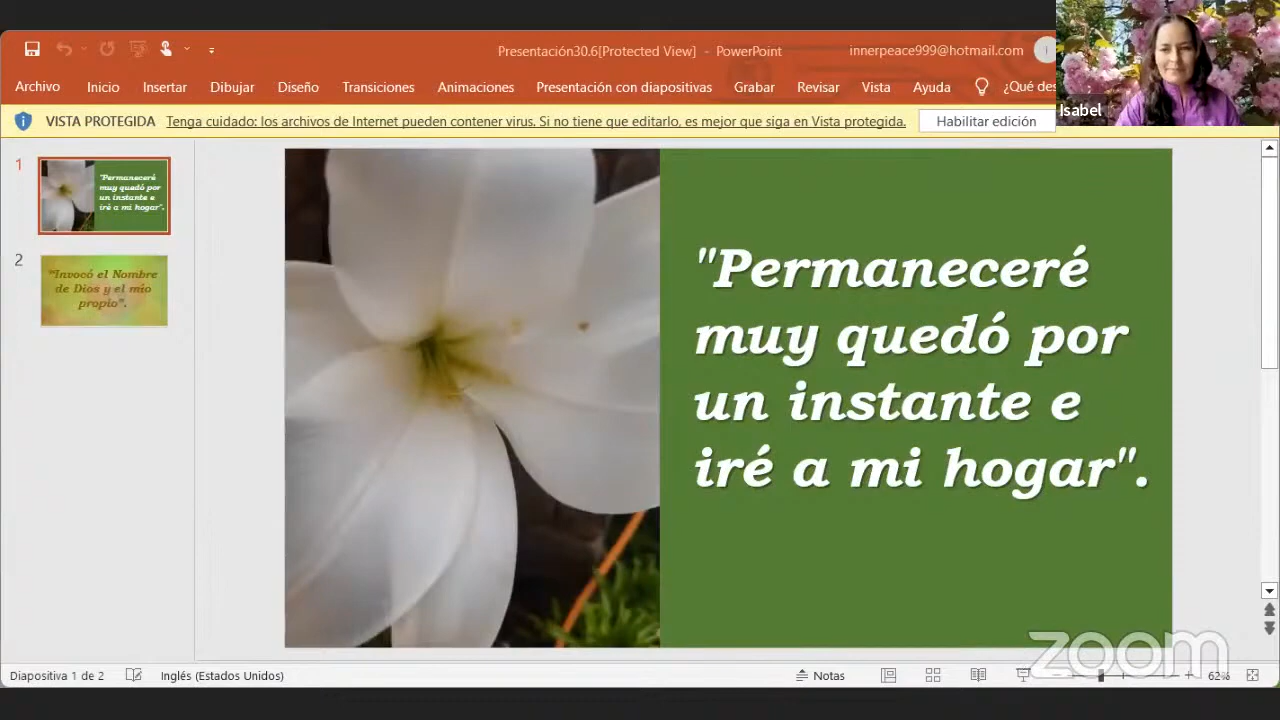 Presentación30.6[Protected View] – PowerPoint
innerpeace999@hotmail.com
I
Archivo Inicio Insertar Dibujar Diseño Transiciones Animaciones Presentación con diapositivas Grabar Revisar Vista Ayuda ¿Qué des
Isabel
VISTA PROTEGIDA Tenga cuidado: los archivos de Internet pueden contener virus. Si no tiene que editarlo, es mejor que siga en Vista protegida. Habilitar edición
1
"Permaneceré
muy quedó por
un instante e
iré a mi hogar".
2
"Invocó el Nombre
de Dios y el mío
propio".
"Permaneceré
muy quedó por
un instante e
iré a mi hogar".
zoom
Diapositiva 1 de 2 Inglés (Estados Unidos) Notas 62%